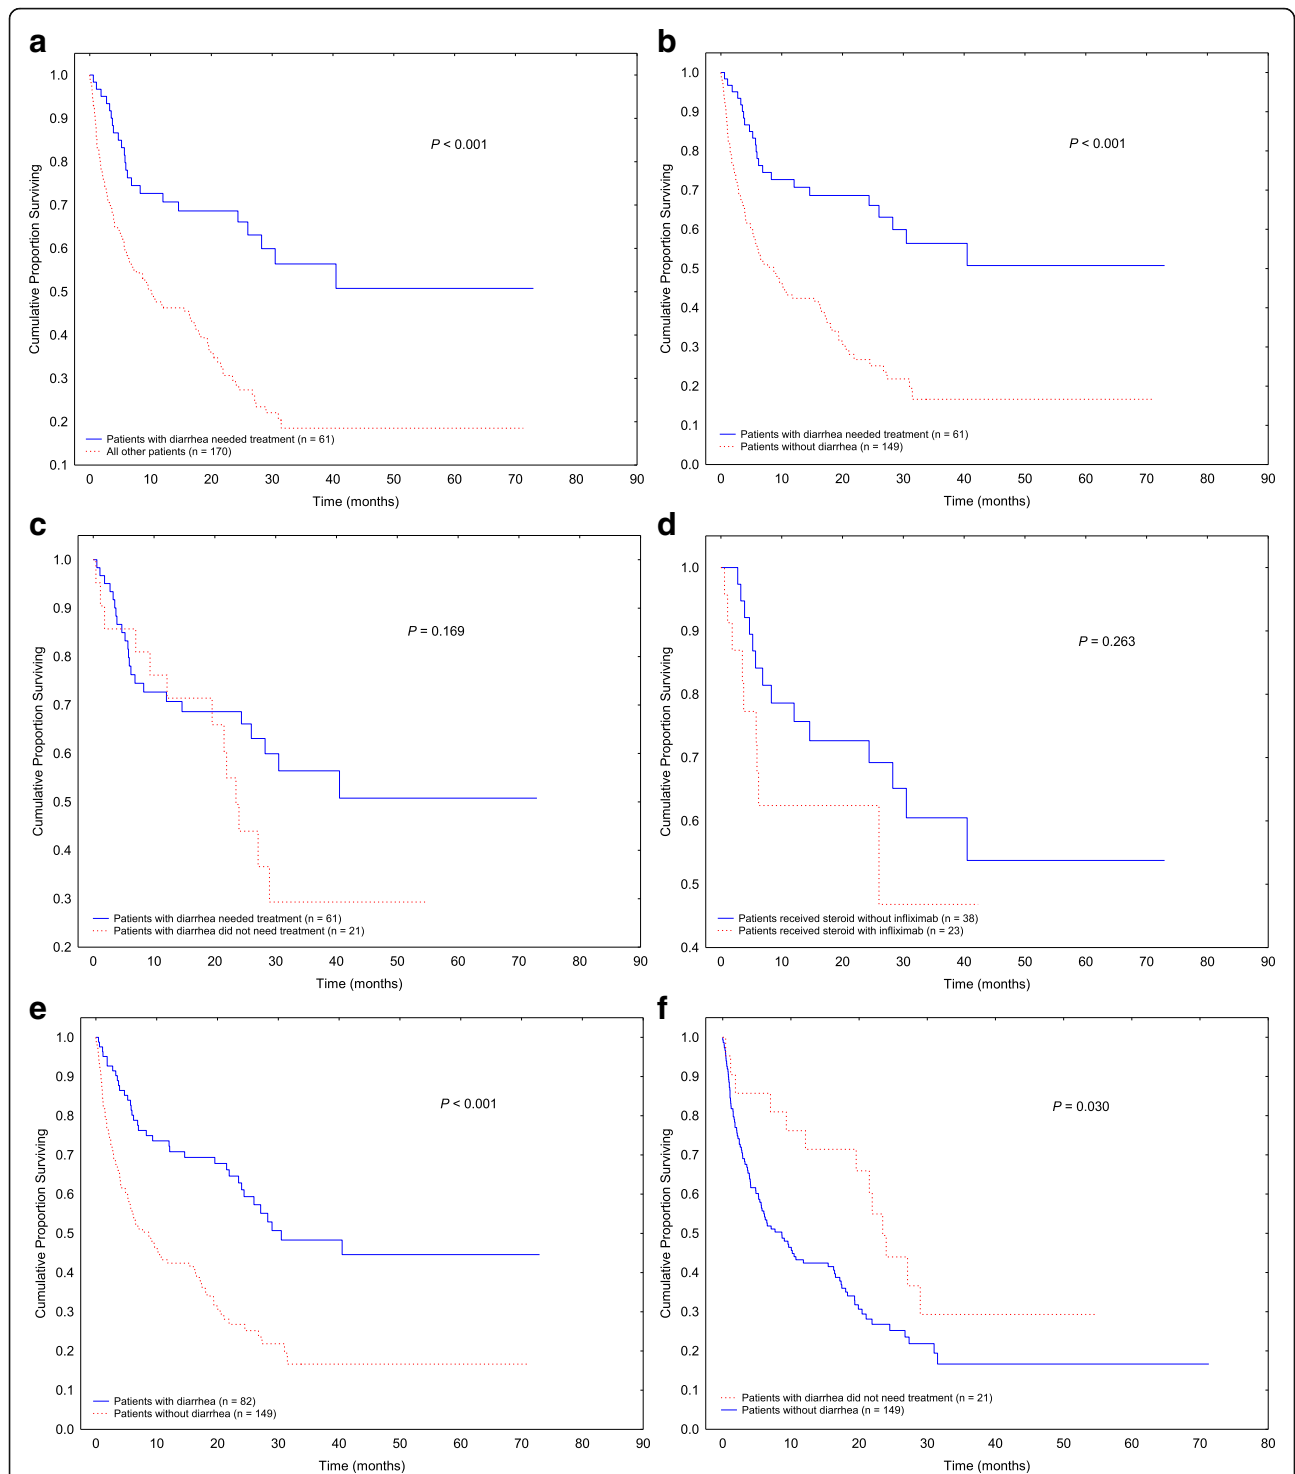 a
1.0
0.9
0.8
0.7
0.6
0.5
0.4
0.3
0.2
0.1
Cumulative Proportion Surviving
P < 0.001
Patients with diarrhea needed treatment (n = 61)
All other patients (n = 170)
0 10 20 30 40 50 60 70 80 90
Time (months)
b
1.0
0.9
0.8
0.7
0.6
0.5
0.4
0.3
0.2
0.1
0.0
Cumulative Proportion Surviving
P < 0.001
Patients with diarrhea needed treatment (n = 61)
Patients without diarrhea (n = 149)
0 10 20 30 40 50 60 70 80 90
Time (months)
c
1.0
0.9
0.8
0.7
0.6
0.5
0.4
0.3
0.2
Cumulative Proportion Surviving
P = 0.169
Patients with diarrhea needed treatment (n = 61)
Patients with diarrhea did not need treatment (n = 21)
0 10 20 30 40 50 60 70 80 90
Time (months)
d
1.0
0.9
0.8
0.7
0.6
0.5
0.4
Cumulative Proportion Surviving
P = 0.263
Patients received steroid without infliximab (n = 38)
Patients received steroid with infliximab (n = 23)
0 10 20 30 40 50 60 70 80 90
Time (months)
e
1.0
0.9
0.8
0.7
0.6
0.5
0.4
0.3
0.2
0.1
0.0
Cumulative Proportion Surviving
P < 0.001
Patients with diarrhea (n = 82)
Patients without diarrhea (n = 149)
0 10 20 30 40 50 60 70 80 90
Time (months)
f
1.0
0.9
0.8
0.7
0.6
0.5
0.4
0.3
0.2
0.1
0.0
Cumulative Proportion Surviving
P = 0.030
Patients with diarrhea did not need treatment (n = 21)
Patients without diarrhea (n = 149)
0 10 20 30 40 50 60 70 80
Time (months)